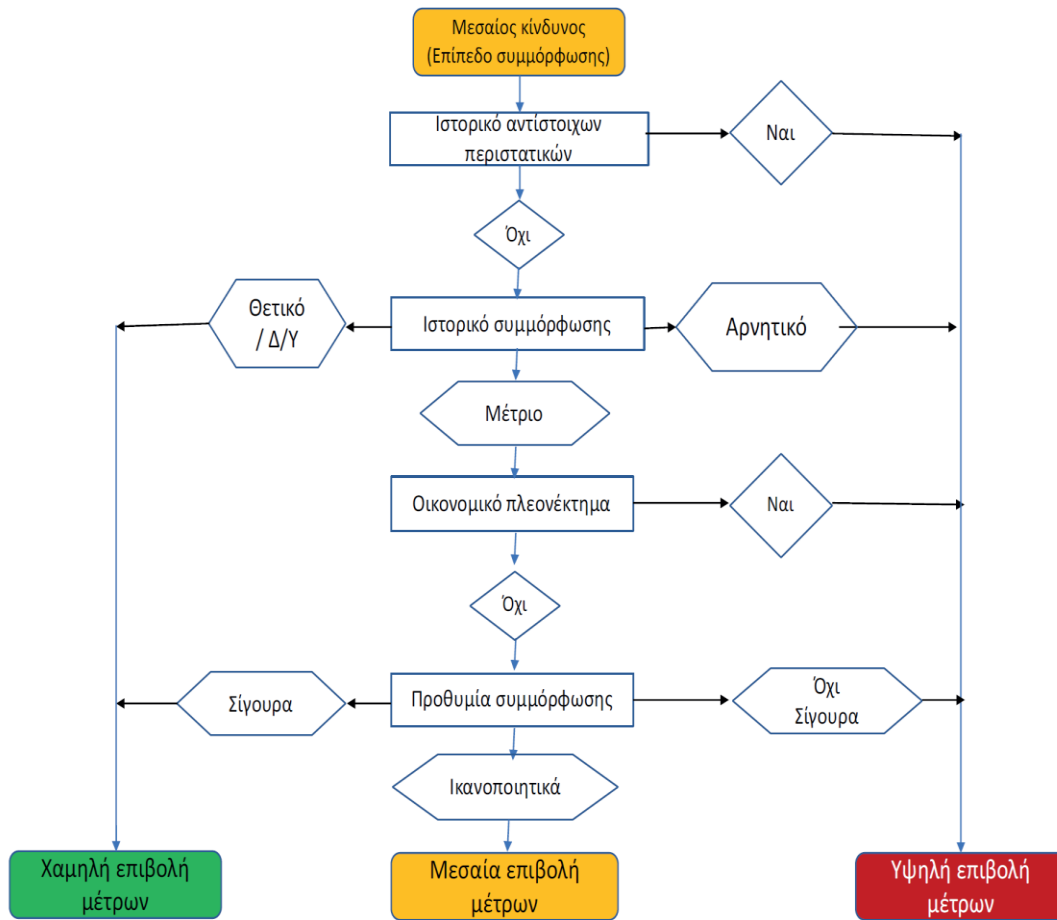 Μεσαίος κίνδυνος
(Επίπεδο συμμόρφωσης)
Ιστορικό αντίστοιχων
περιστατικών
Ναι
Όχι
Θετικό
/ Δ/Υ
Ιστορικό συμμόρφωσης
Αρνητικό
Μέτριο
Οικονομικό πλεονέκτημα
Ναι
Όχι
Σίγουρα
Προθυμία συμμόρφωσης
Όχι
Σίγουρα
Ικανοποιητικά
Χαμηλή επιβολή
μέτρων
Μεσαία επιβολή
μέτρων
Υψηλή επιβολή
μέτρων